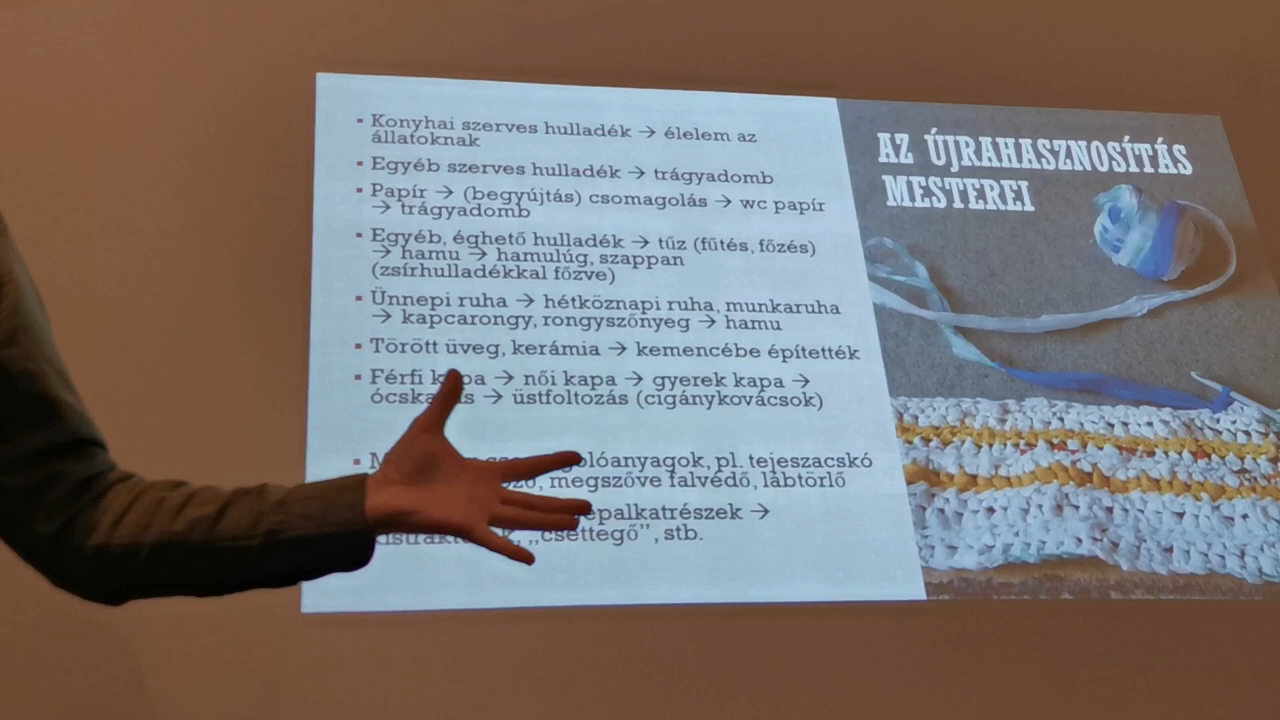 ▪ Konyhai szerves hulladék → élelem az
állatoknak
▪ Egyéb szerves hulladék → trágyadomb
▪ Papír → (begyújtás) csomagolás → wc papír
→ trágyadomb
▪ Egyéb, éghető hulladék → tűz (fűtés, főzés)
→ hamu → hamulúg, szappan
(zsírhulladékkal főzve)
▪ Ünnepi ruha → hétköznapi ruha, munkaruha
→ kapcarongy, rongyszőnyeg → hamu
▪ Törött üveg, kerámia → kemencébe építették
▪ Férfi kapa → női kapa → gyerek kapa →
→ üstfoltozás (cigánykovácsok)
pl. tejeszacskó
megszőve falvédő, lábtörlő
→
„csettegő”, stb.
AZ ÚJRAHASZNOSÍTÁS
MESTEREI